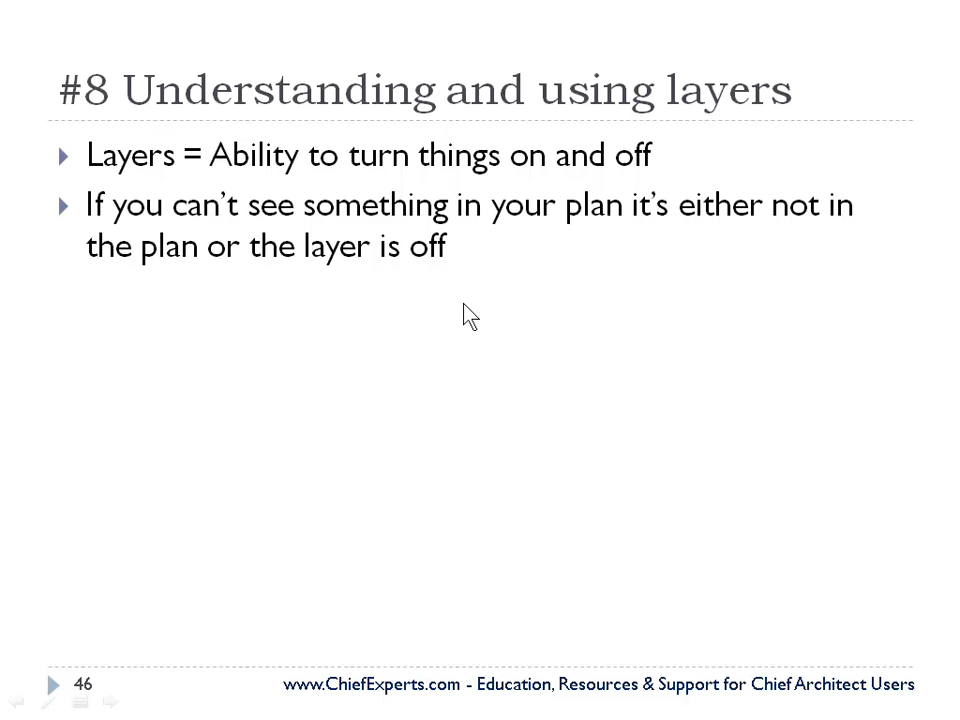 #8 Understanding and using layers
Layers = Ability to turn things on and off
If you can't see something in your plan it's either not in
the plan or the layer is off
46
www.ChiefExperts.com - Education, Resources & Support for Chief Architect Users